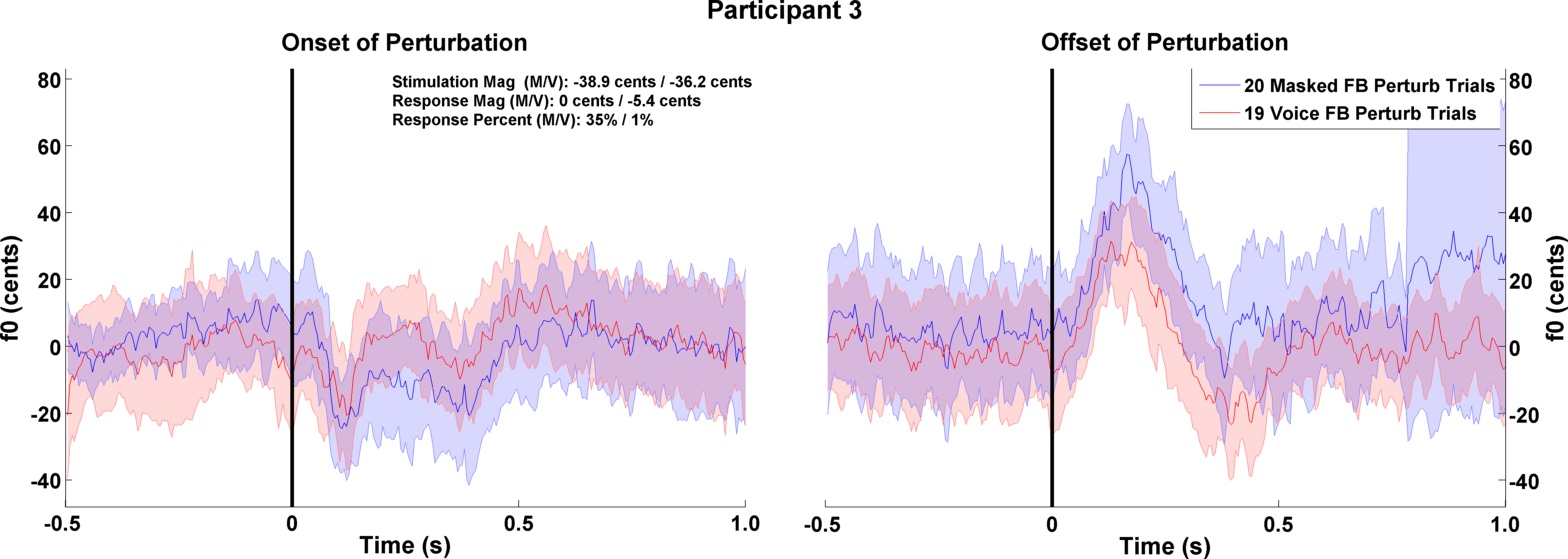 Participant 3
Onset of Perturbation
Stimulation Mag (M/V): -38.9 cents / -36.2 cents
Response Mag (M/V): 0 cents / -5.4 cents
Response Percent (M/V): 35% / 1%
f0 (cents)
80
60
40
20
0
-20
-40
-0.5
0
0.5
1.0
Time (s)
Offset of Perturbation
20 Masked FB Perturb Trials
19 Voice FB Perturb Trials
80
60
40
20
0
-20
-40
f0 (cents)
-0.5
0
0.5
1.0
Time (s)